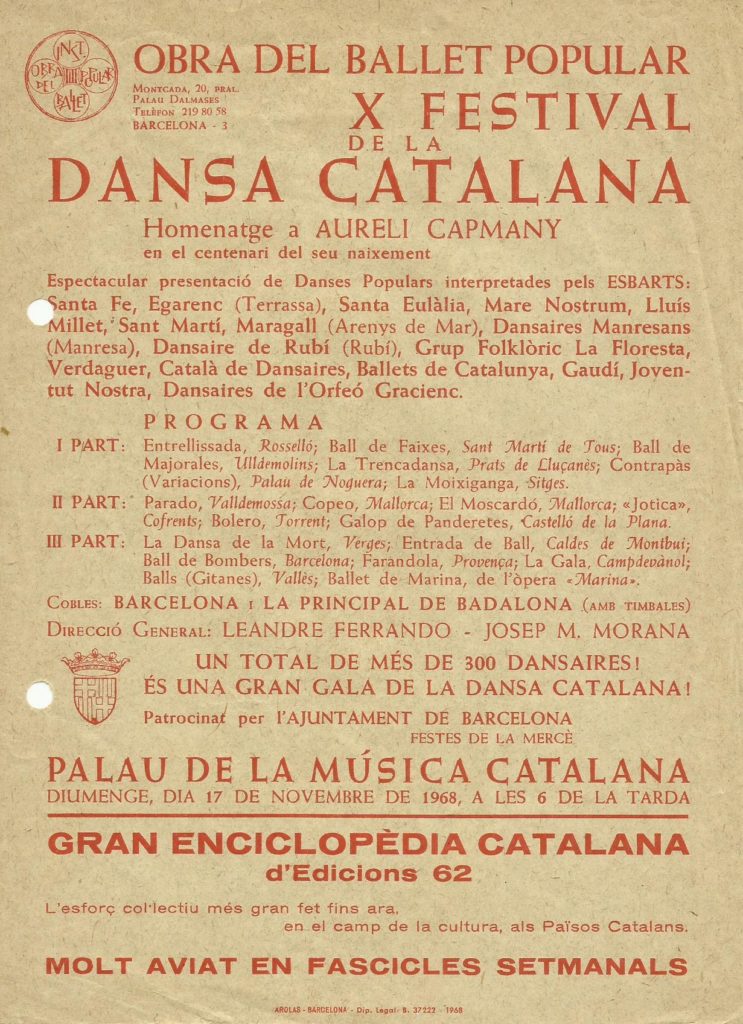 INST.
OBRA POPULAR
DEL
BALLET
OBRA DEL BALLET POPULAR
MONTCADA, 20, PRAL.
PALAU DALMASES
TELÈFON 219 80 58
BARCELONA - 3
X FESTIVAL
DE LA
DANSA CATALANA
Homenatge a AURELI CAPMANY
en el centenari del seu naixement
Espectacular presentació de Danses Populars interpretades pels ESBARTS:
Santa Fe, Egarenc (Terrassa), Santa Eulàlia, Mare Nostrum, Lluís
Millet, Sant Martí, Maragall (Arenys de Mar), Dansaires Manresans
(Manresa), Dansaire de Rubí (Rubí), Grup Folklòric La Floresta,
Verdaguer, Català de Dansaires, Ballets de Catalunya, Gaudí, Joven-
tut Nostra, Dansaires de l'Orfeó Gracienc.
PROGRAMA
I PART: Entrellissada, Rosselló; Ball de Faixes, Sant Martí de Tous; Ball de
Majorales, Ulldemolins; La Trencadansa, Prats de Lluçanès; Contrapàs
(Variacions), Palau de Noguera; La Moixiganga, Sitges.
II PART: Parado, Valldemossa; Copeo, Mallorca; El Moscardó, Mallorca; «Jotica»,
Cofrents; Bolero, Torrent; Galop de Panderetes, Castelló de la Plana.
III PART: La Dansa de la Mort, Verges; Entrada de Ball, Caldes de Montbui;
Ball de Bombers, Barcelona; Farandola, Provença; La Gala, Campdevànol;
Balls (Gitanes), Vallès; Ballet de Marina, de l'òpera «Marina».
COBLES: BARCELONA I LA PRINCIPAL DE BADALONA (AMB TIMBALES)
DIRECCIÓ GENERAL: LEANDRE FERRANDO - JOSEP M. MORANA
UN TOTAL DE MÉS DE 300 DANSAIRES!
ÉS UNA GRAN GALA DE LA DANSA CATALANA!
Patrocinat per l'AJUNTAMENT DE BARCELONA
FESTES DE LA MERCÈ
PALAU DE LA MÚSICA CATALANA
DIUMENGE, DIA 17 DE NOVEMBRE DE 1968, A LES 6 DE LA TARDA
GRAN ENCICLOPÈDIA CATALANA
d'Edicions 62
L'esforç col·lectiu més gran fet fins ara,
en el camp de la cultura, als Països Catalans.
MOLT AVIAT EN FASCICLES SETMANALS
AROLAS - BARCELONA - Dip. Legal B. 37222 - 1968